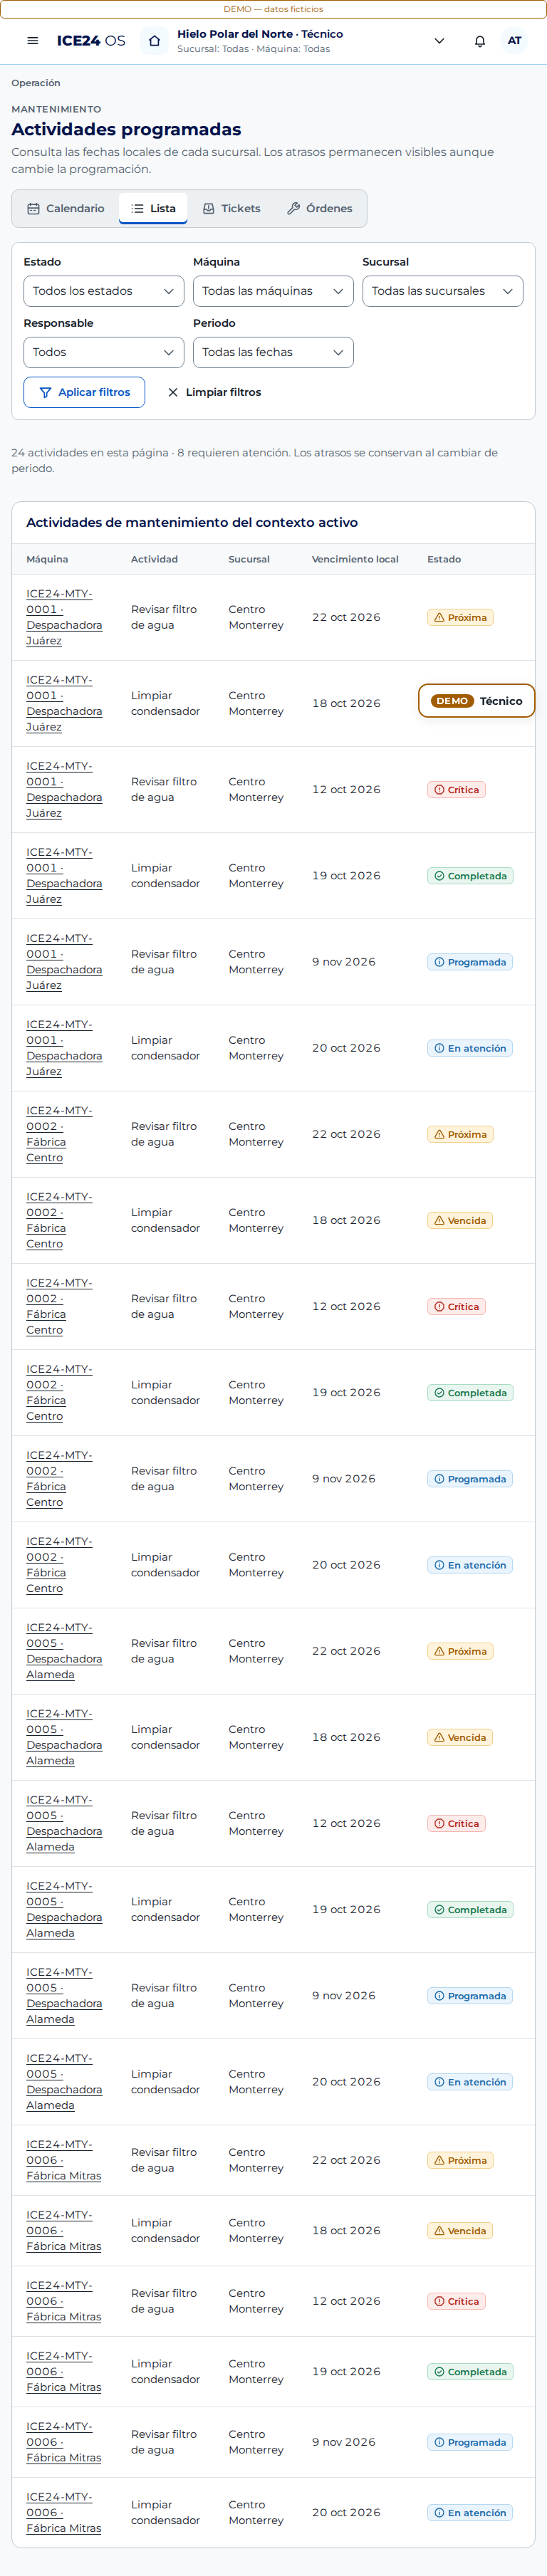 DEMO — datos ficticios
ICE24 OS
Hielo Polar del Norte · Técnico
Sucursal: Todas · Máquina: Todas
AT
Operación
MANTENIMIENTO
Actividades programadas
Consulta las fechas locales de cada sucursal. Los atrasos permanecen visibles aunque
cambie la programación.
Calendario
Lista
Tickets
Órdenes
Estado
Máquina
Sucursal
Todos los estados
Todas las máquinas
Todas las sucursales
Responsable
Periodo
Todos
Todas las fechas
Aplicar filtros
Limpiar filtros
24 actividades en esta página · 8 requieren atención. Los atrasos se conservan al cambiar de
periodo.
Actividades de mantenimiento del contexto activo
Máquina Actividad Sucursal Vencimiento local Estado
ICE24-MTY-
0001 ·
Despachadora
Juárez
Revisar filtro
de agua
Centro
Monterrey
22 oct 2026
Próxima
ICE24-MTY-
0001 ·
Despachadora
Juárez
Limpiar
condensador
Centro
Monterrey
18 oct 2026
DEMO Técnico
ICE24-MTY-
0001 ·
Despachadora
Juárez
Revisar filtro
de agua
Centro
Monterrey
12 oct 2026
Crítica
ICE24-MTY-
0001 ·
Despachadora
Juárez
Limpiar
condensador
Centro
Monterrey
19 oct 2026
Completada
ICE24-MTY-
0001 ·
Despachadora
Juárez
Revisar filtro
de agua
Centro
Monterrey
9 nov 2026
Programada
ICE24-MTY-
0001 ·
Despachadora
Juárez
Limpiar
condensador
Centro
Monterrey
20 oct 2026
En atención
ICE24-MTY-
0002 ·
Fábrica
Centro
Revisar filtro
de agua
Centro
Monterrey
22 oct 2026
Próxima
ICE24-MTY-
0002 ·
Fábrica
Centro
Limpiar
condensador
Centro
Monterrey
18 oct 2026
Vencida
ICE24-MTY-
0002 ·
Fábrica
Centro
Revisar filtro
de agua
Centro
Monterrey
12 oct 2026
Crítica
ICE24-MTY-
0002 ·
Fábrica
Centro
Limpiar
condensador
Centro
Monterrey
19 oct 2026
Completada
ICE24-MTY-
0002 ·
Fábrica
Centro
Revisar filtro
de agua
Centro
Monterrey
9 nov 2026
Programada
ICE24-MTY-
0002 ·
Fábrica
Centro
Limpiar
condensador
Centro
Monterrey
20 oct 2026
En atención
ICE24-MTY-
0005 ·
Despachadora
Alameda
Revisar filtro
de agua
Centro
Monterrey
22 oct 2026
Próxima
ICE24-MTY-
0005 ·
Despachadora
Alameda
Limpiar
condensador
Centro
Monterrey
18 oct 2026
Vencida
ICE24-MTY-
0005 ·
Despachadora
Alameda
Revisar filtro
de agua
Centro
Monterrey
12 oct 2026
Crítica
ICE24-MTY-
0005 ·
Despachadora
Alameda
Limpiar
condensador
Centro
Monterrey
19 oct 2026
Completada
ICE24-MTY-
0005 ·
Despachadora
Alameda
Revisar filtro
de agua
Centro
Monterrey
9 nov 2026
Programada
ICE24-MTY-
0005 ·
Despachadora
Alameda
Limpiar
condensador
Centro
Monterrey
20 oct 2026
En atención
ICE24-MTY-
0006 ·
Fábrica Mitras
Revisar filtro
de agua
Centro
Monterrey
22 oct 2026
Próxima
ICE24-MTY-
0006 ·
Fábrica Mitras
Limpiar
condensador
Centro
Monterrey
18 oct 2026
Vencida
ICE24-MTY-
0006 ·
Fábrica Mitras
Revisar filtro
de agua
Centro
Monterrey
12 oct 2026
Crítica
ICE24-MTY-
0006 ·
Fábrica Mitras
Limpiar
condensador
Centro
Monterrey
19 oct 2026
Completada
ICE24-MTY-
0006 ·
Fábrica Mitras
Revisar filtro
de agua
Centro
Monterrey
9 nov 2026
Programada
ICE24-MTY-
0006 ·
Fábrica Mitras
Limpiar
condensador
Centro
Monterrey
20 oct 2026
En atención